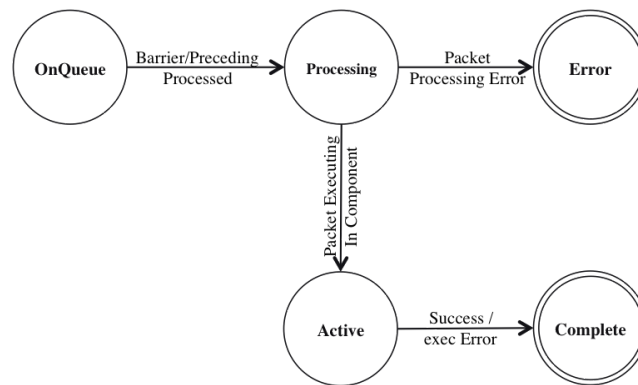 OnQueue
Barrier/Preceding
Processed
Processing
Packet
Processing Error
Error
Packet Executing
In Component
Active
Success /
exec Error
Complete